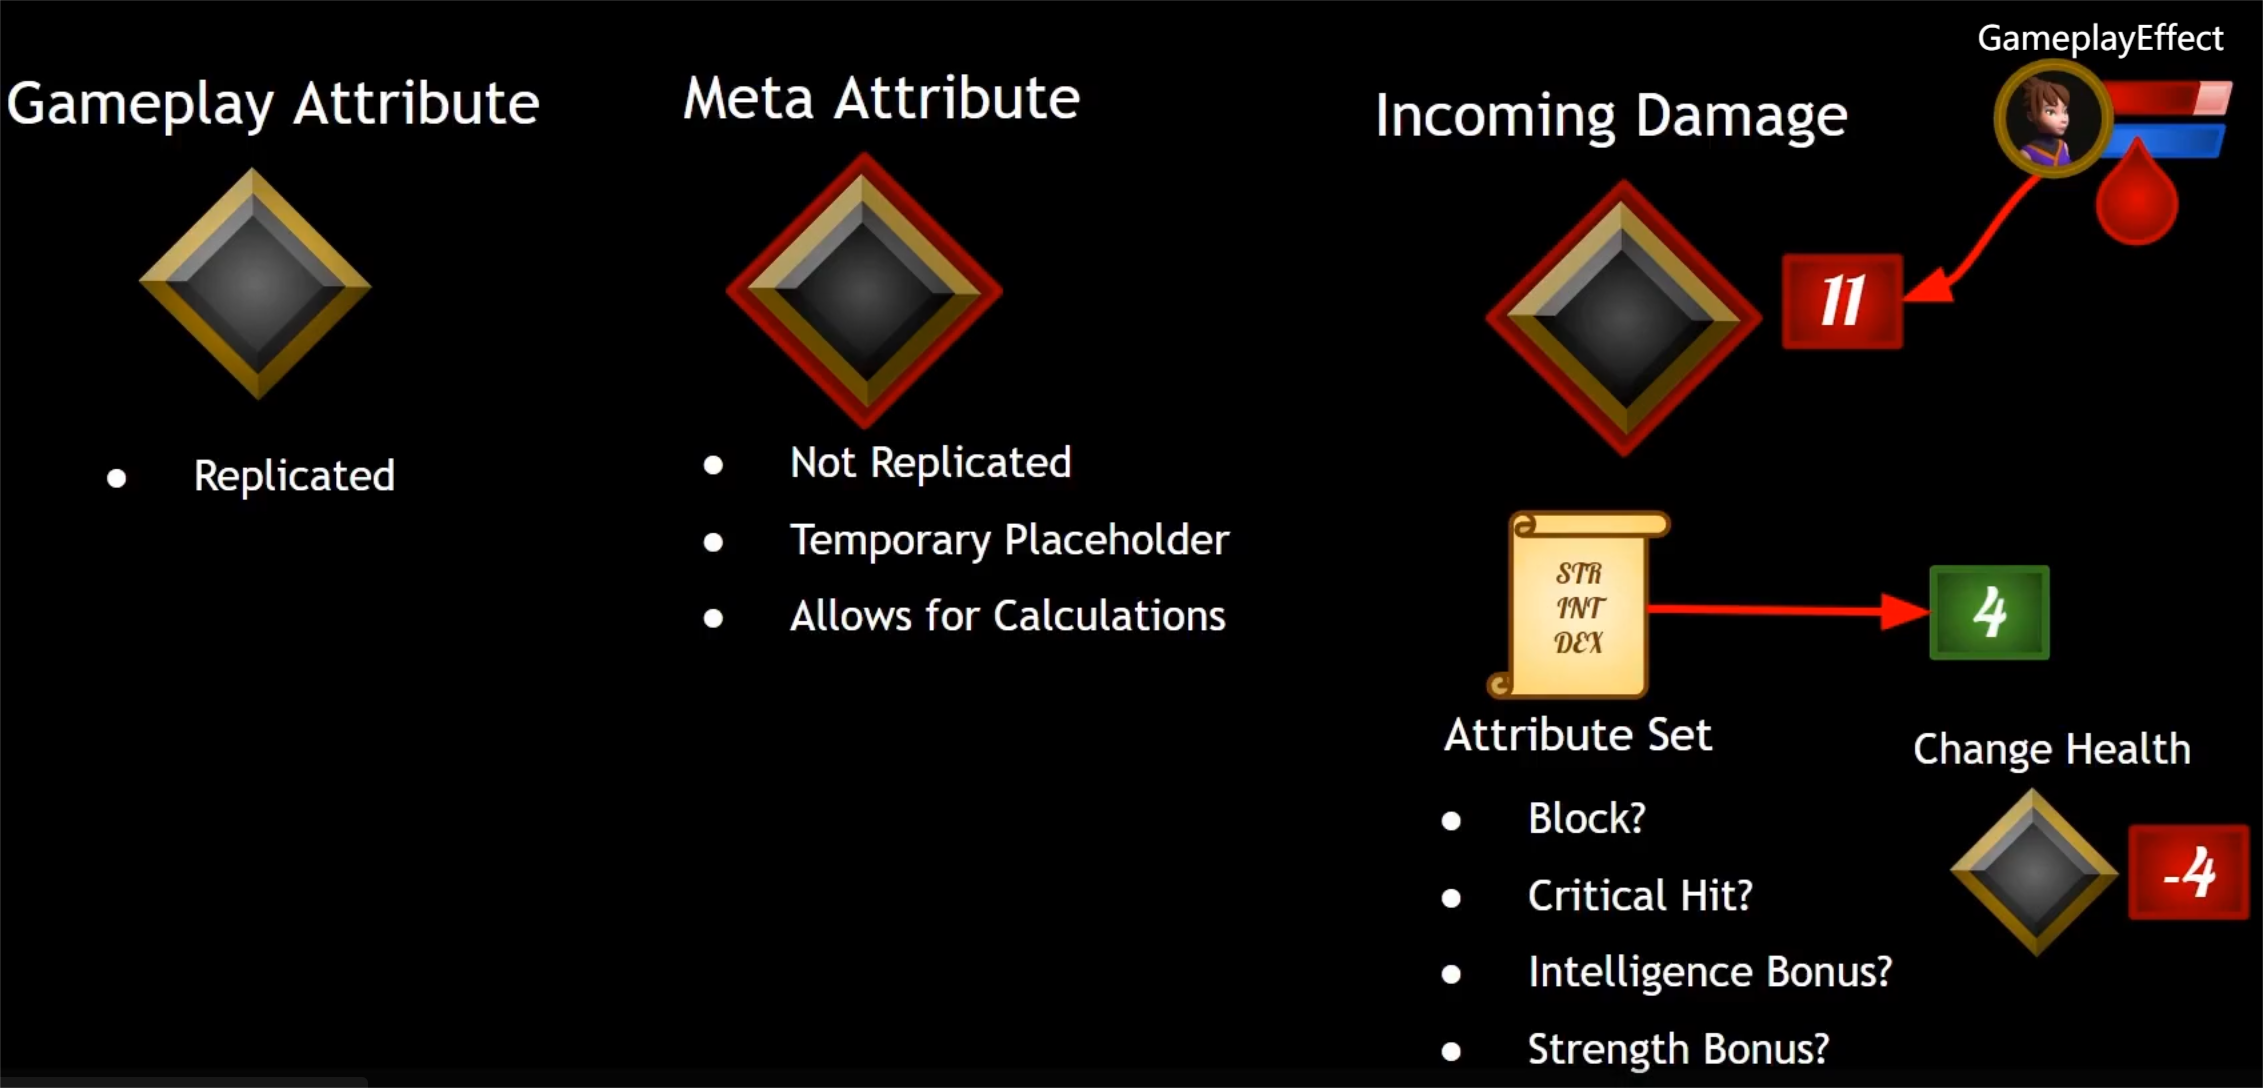 GameplayEffect
Gameplay Attribute
Meta Attribute
Incoming Damage
11
Replicated
Not Replicated
Temporary Placeholder
Allows for Calculations
STR
INT
DEX
4
Attribute Set
Change Health
Block?
Critical Hit?
Intelligence Bonus?
Strength Bonus?
-4